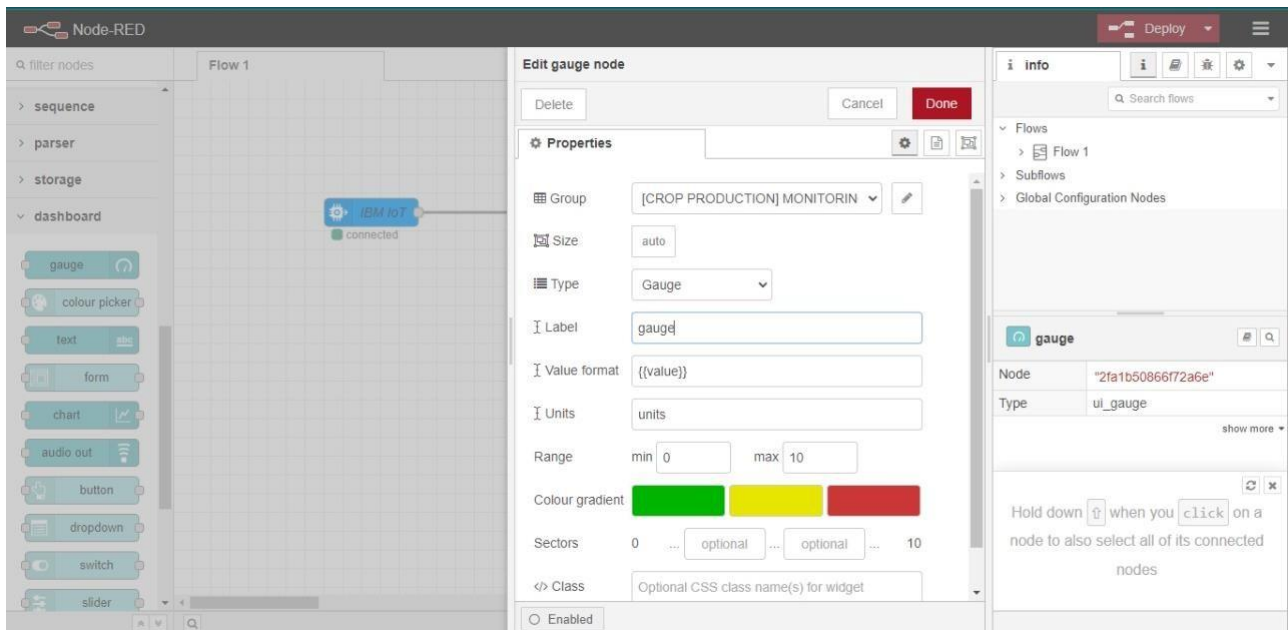 Node-RED
Deploy
filter nodes
sequence
parser
storage
dashboard
gauge
colour picker
text
abc
form
chart
audio out
button
dropdown
switch
slider
Flow 1
IBM IoT
connected
Edit gauge node
Delete
Cancel
Done
Properties
Group
[CROP PRODUCTION] MONITORIN
Size
auto
Type
Gauge
Label
gauge
Value format
{{value}}
Units
units
Range
min 0
max 10
Colour gradient
Sectors
0 ... optional ... optional ... 10
</> Class
Optional CSS class name(s) for widget
Enabled
i info
i
Search flows
Flows
Flow 1
Subflows
Global Configuration Nodes
gauge
Node "2fa1b50866f72a6e"
Type ui_gauge
show more
Hold down ⇧ when you click on a
node to also select all of its connected
nodes